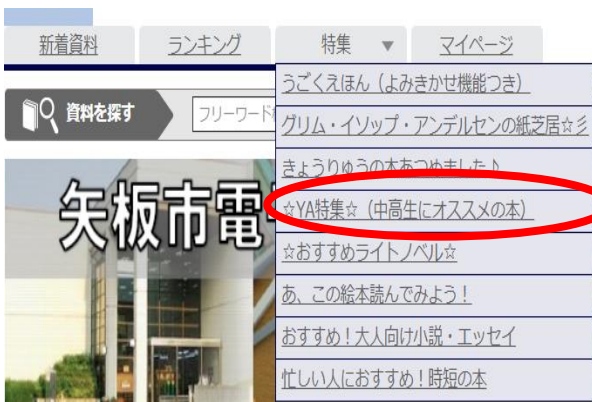 新着資料
ランキング
特集 ▼
マイページ
資料を探す
フリーワード
うごくえほん（よみきかせ機能つき）
グリム・イソップ・アンデルセンの紙芝居☆彡
きょうりゅうの本あつめました♪
☆YA特集☆（中高生にオススメの本）
☆おすすめライトノベル☆
あ、この絵本読んでみよう！
おすすめ！大人向け小説・エッセイ
忙しい人におすすめ！時短の本
矢板市電